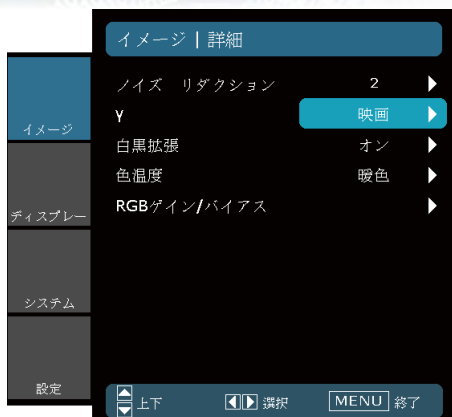 イメージ | 詳細
イメージ
ディスプレー
システム
設定
ノイズ リダクション 2
γ 映画
白黒拡張 オン
色温度 暖色
RGBゲイン/バイアス
上下 選択 MENU 終了